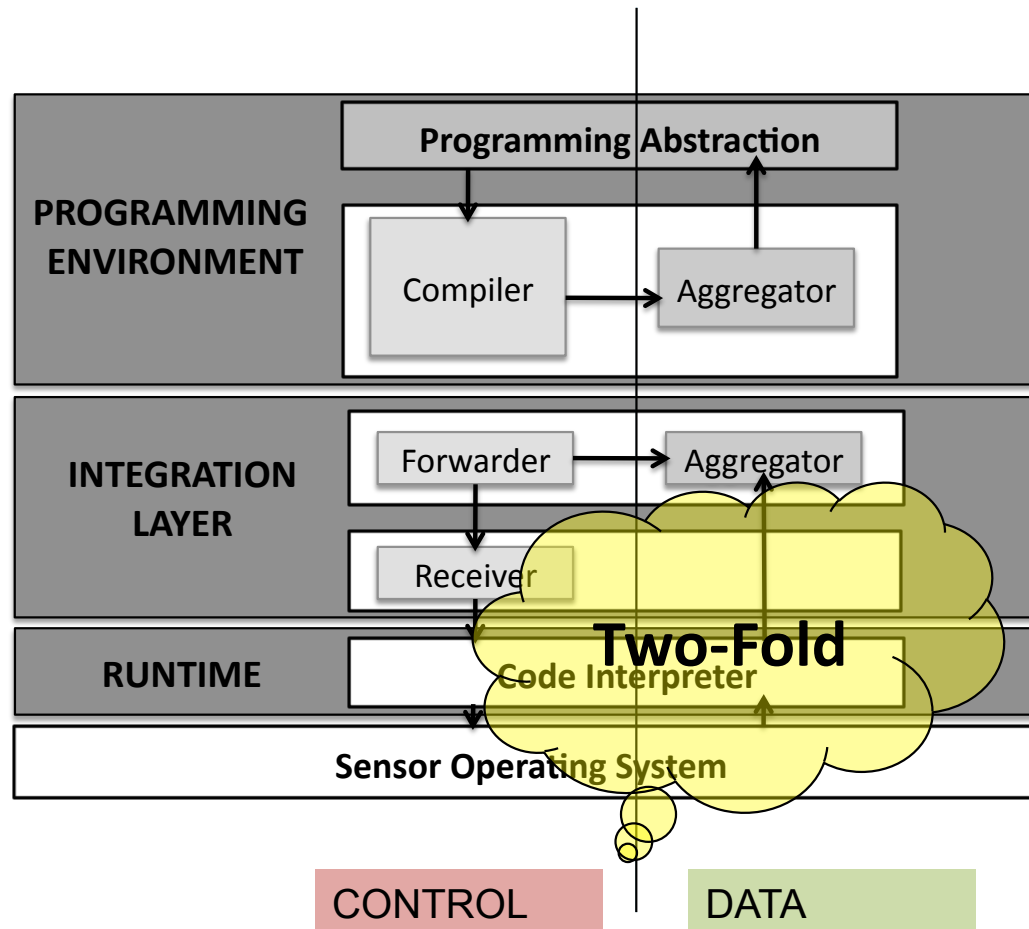 Programming Abstraction
PROGRAMMING
ENVIRONMENT
Compiler
Aggregator
INTEGRATION
LAYER
Forwarder
Aggregator
Receiver
Two-Fold
RUNTIME
Code Interpreter
Sensor Operating System
CONTROL
DATA